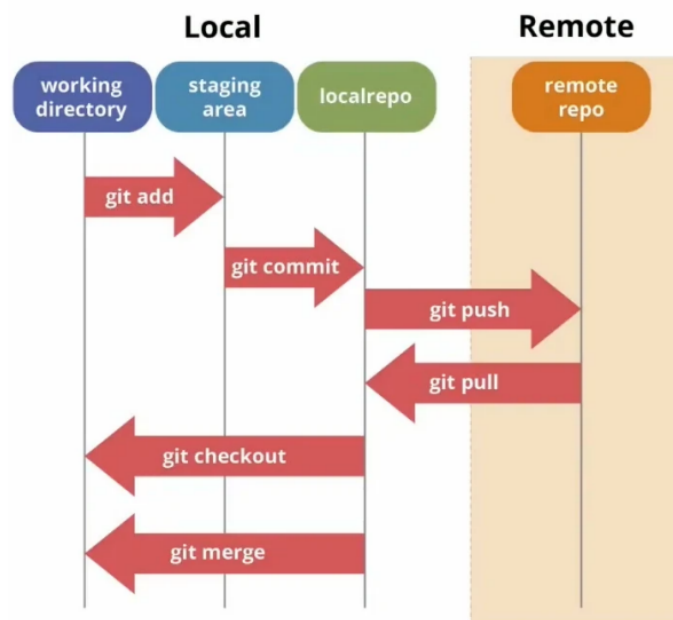 Local
Remote
working
directory
staging
area
localrepo
remote
repo
git add
git commit
git push
git pull
git checkout
git merge